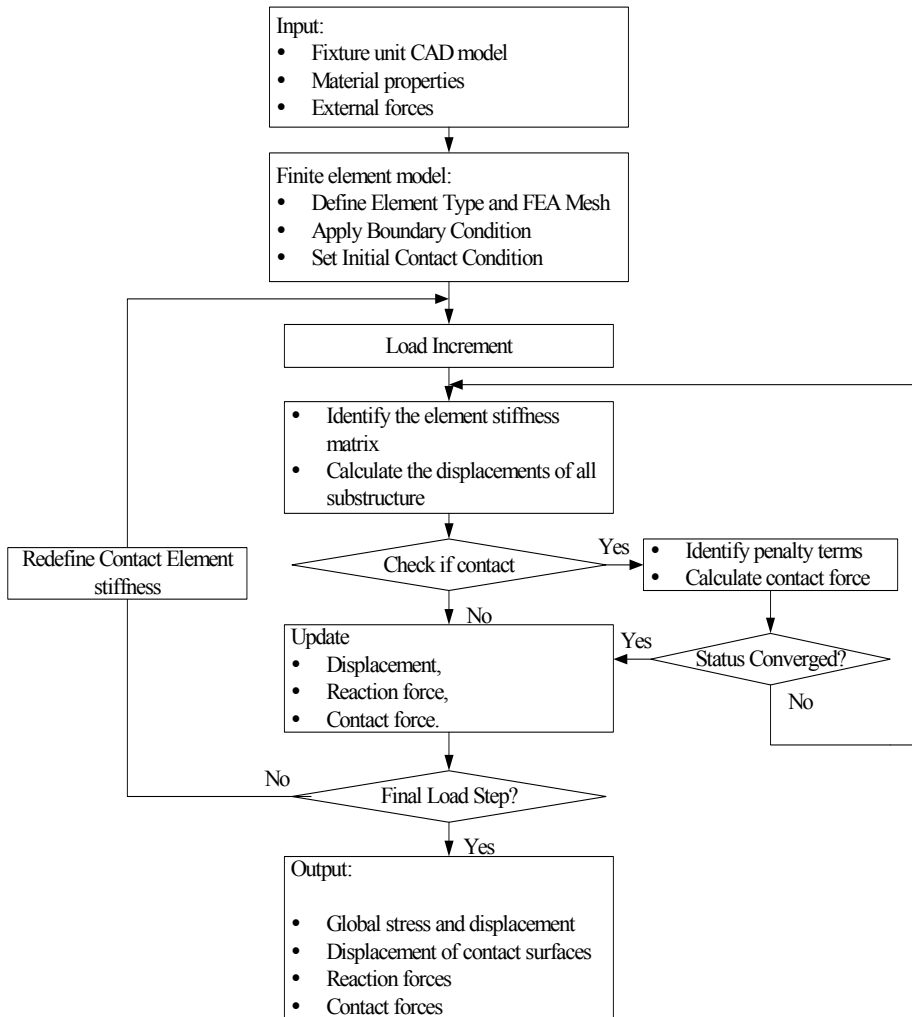 Input:
• Fixture unit CAD model
• Material properties
• External forces
Finite element model:
• Define Element Type and FEA Mesh
• Apply Boundary Condition
• Set Initial Contact Condition
Load Increment
• Identify the element stiffness
matrix
• Calculate the displacements of all
substructure
Redefine Contact Element
stiffness
Check if contact
Yes
• Identify penalty terms
• Calculate contact force
No
Update
• Displacement,
• Reaction force,
• Contact force.
Yes
Status Converged?
No
No
Final Load Step?
Yes
Output:
• Global stress and displacement
• Displacement of contact surfaces
• Reaction forces
• Contact forces